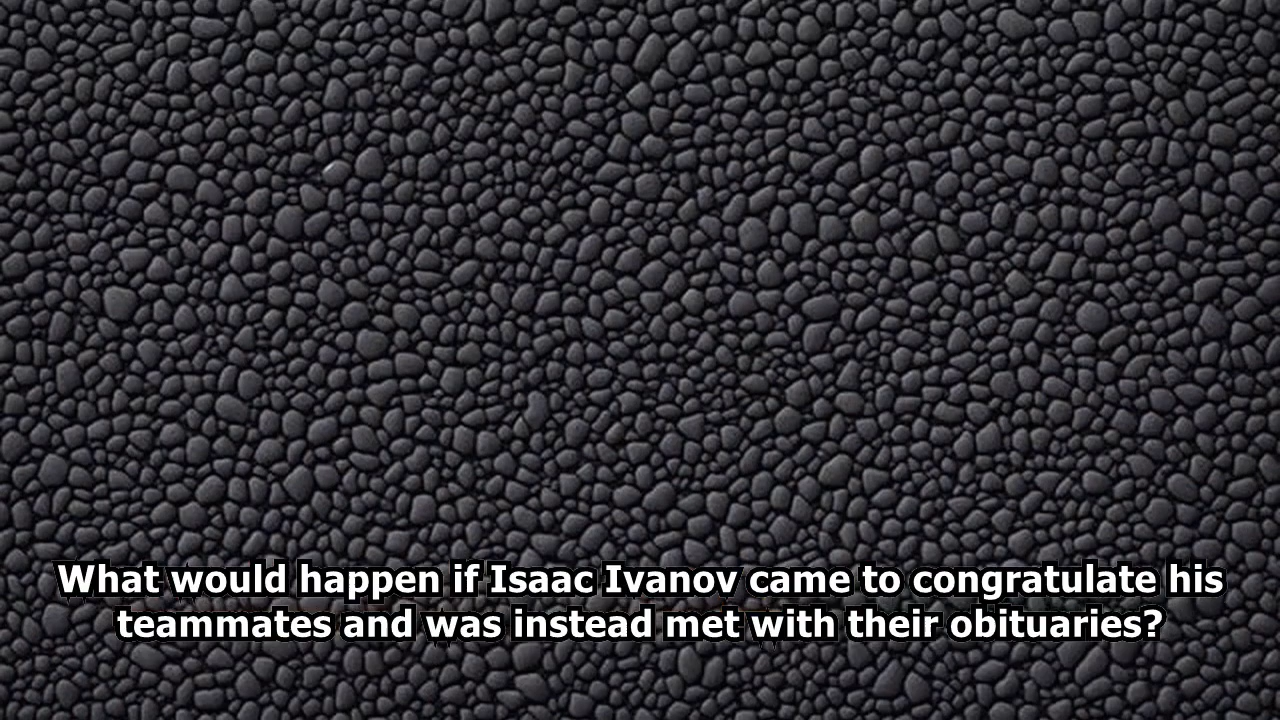 What would happen if Isaac Ivanov came to congratulate his
teammates and was instead met with their obituaries?